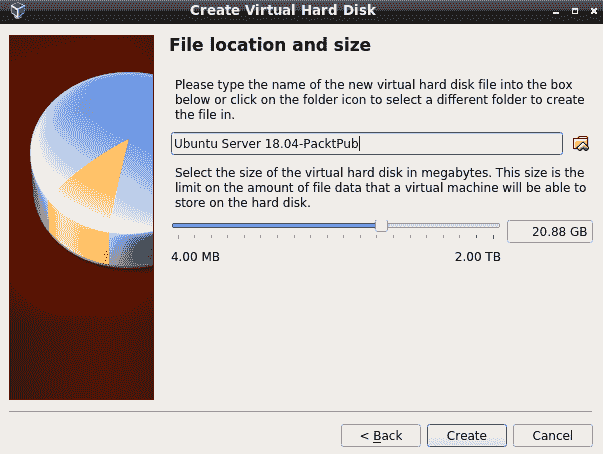 Create Virtual Hard Disk
File location and size
Please type the name of the new virtual hard disk file into the box
below or click on the folder icon to select a different folder to create
the file in.
Ubuntu Server 18.04-PacktPub
Select the size of the virtual hard disk in megabytes. This size is the
limit on the amount of file data that a virtual machine will be able to
store on the hard disk.
20.88 GB
4.00 MB 2.00 TB
< Back Create Cancel